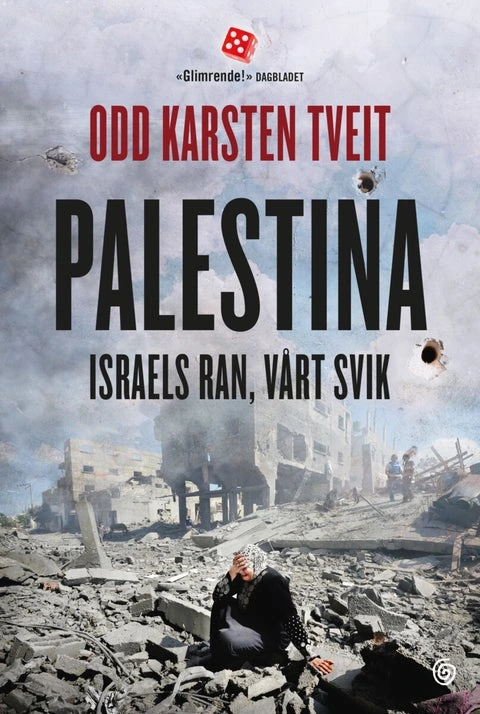 «Glimrende!» DAGBLADET
ODD KARSTEN TVEIT
PALESTINA
ISRAELS RAN, VÅRT SVIK